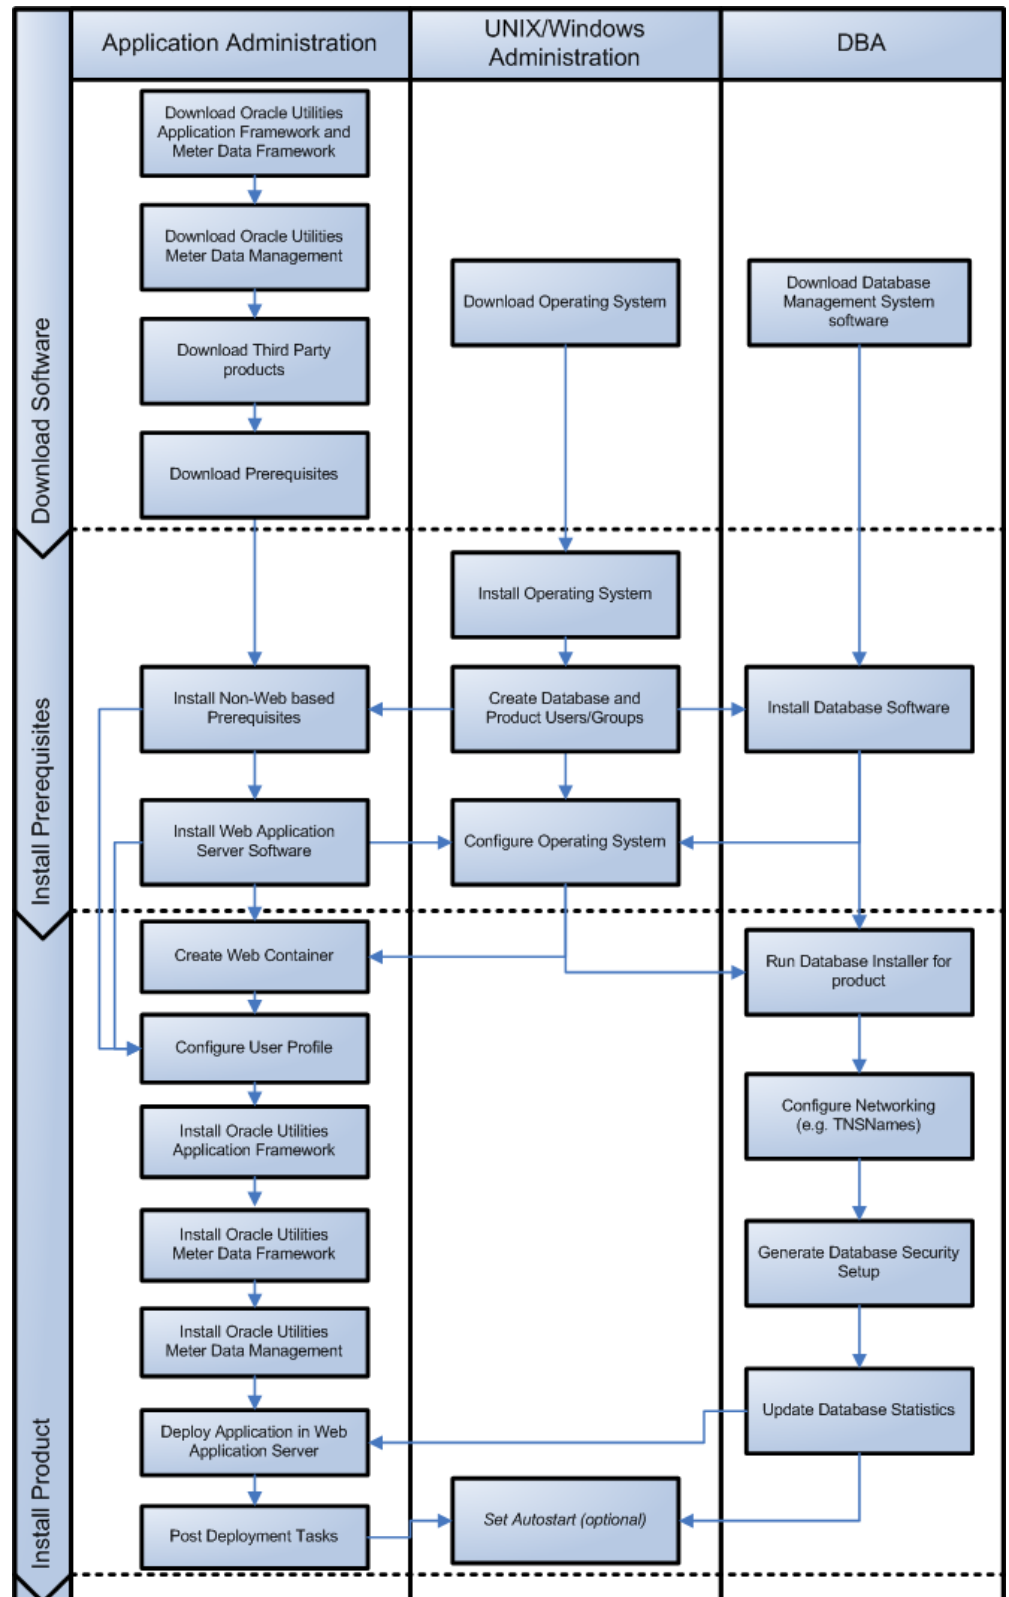 Application Administration
UNIX/Windows
Administration
DBA
Download Software
Download Oracle Utilities
Application Framework and
Meter Data Framework
Download Oracle Utilities
Meter Data Management
Download Third Party
products
Download Prerequisites
Download Operating System
Download Database
Management System
software
Install Prerequisites
Install Operating System
Install Non-Web based
Prerequisites
Create Database and
Product Users/Groups
Install Database Software
Install Web Application
Server Software
Configure Operating System
Install Product
Create Web Container
Run Database Installer for
product
Configure User Profile
Configure Networking
(e.g. TNSNames)
Install Oracle Utilities
Application Framework
Install Oracle Utilities
Meter Data Framework
Generate Database Security
Setup
Install Oracle Utilities
Meter Data Management
Update Database Statistics
Deploy Application in Web
Application Server
Post Deployment Tasks
Set Autostart (optional)